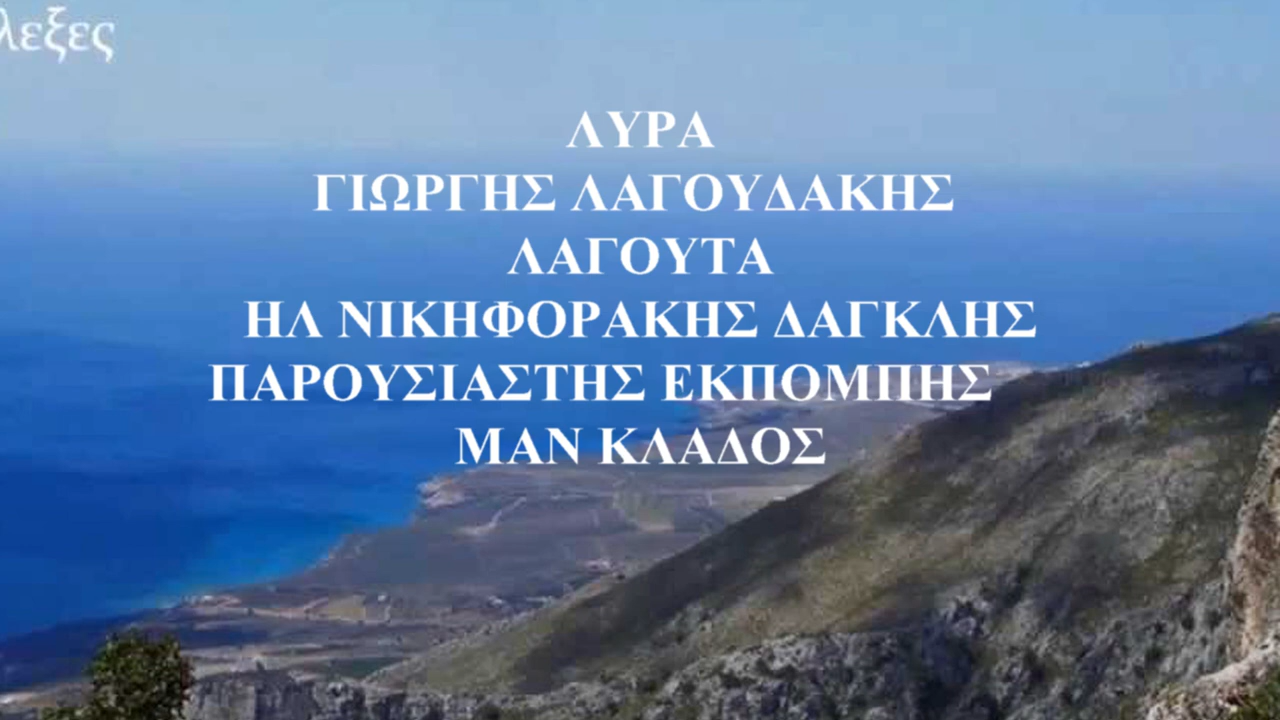 λεξες
ΛΥΡΑ
ΓΙΩΡΓΗΣ ΛΑΓΟΥΔΑΚΗΣ
ΛΑΓΟΥΤΑ
ΗΛ ΝΙΚΗΦΟΡΑΚΗΣ ΔΑΓΚΛΗΣ
ΠΑΡΟΥΣΙΑΣΤΗΣ ΕΚΠΟΜΠΗΣ
ΜΑΝ ΚΛΑΔΟΣ